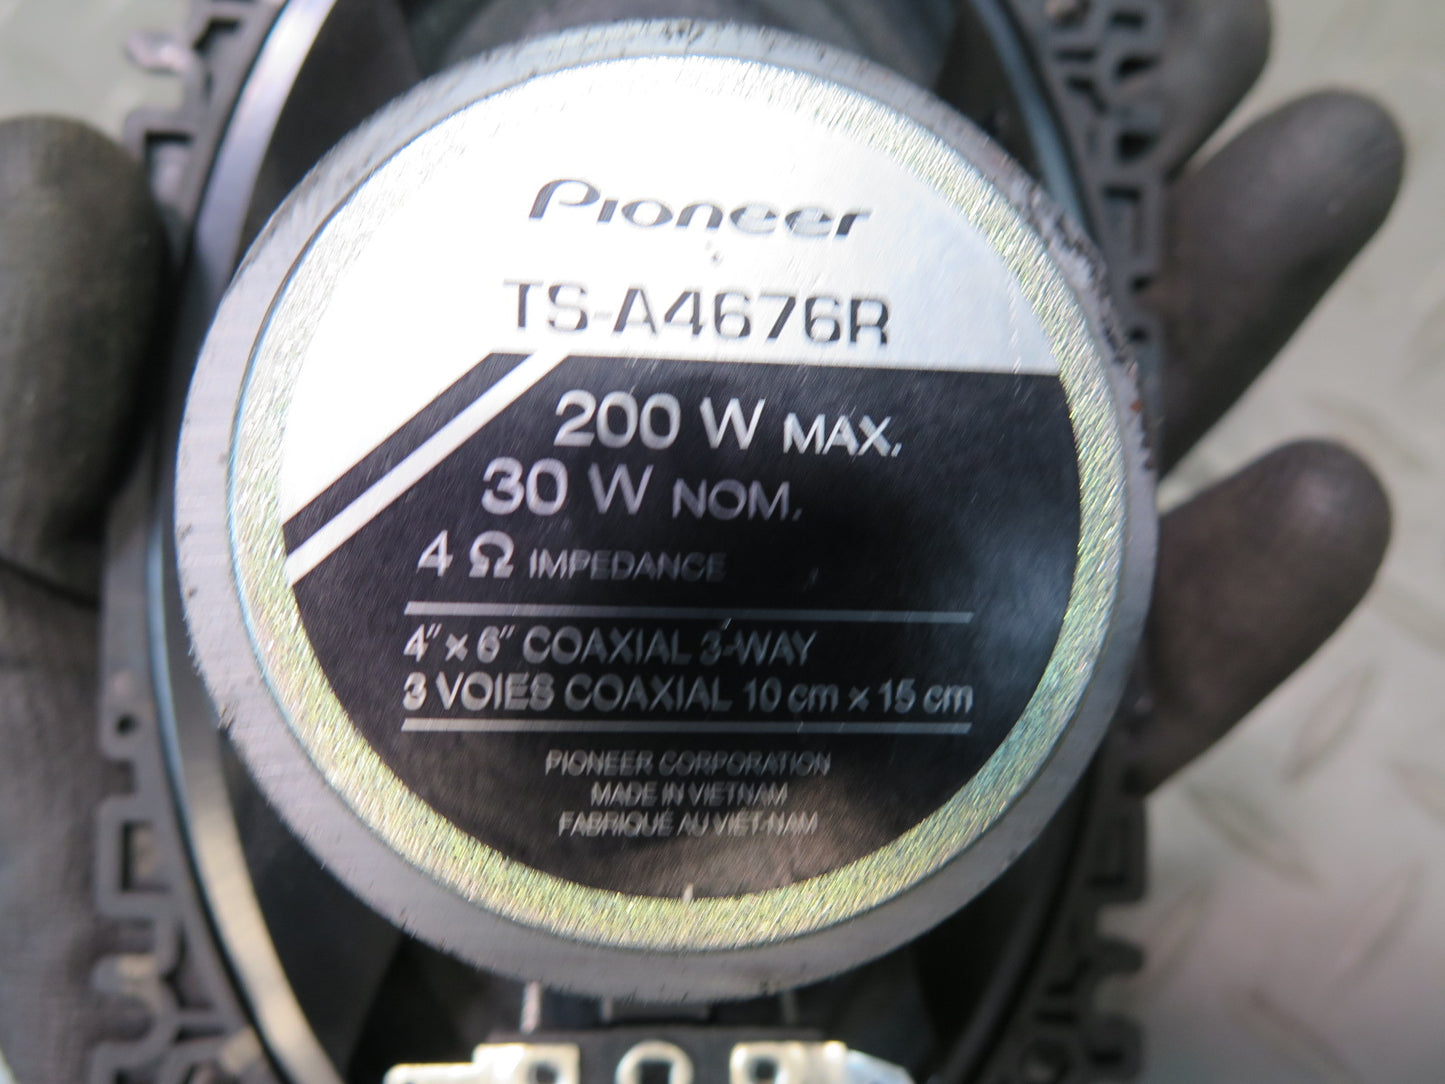 Pioneer
TS-A4676R
200 W MAX.
30 W NOM.
4 Ω IMPEDANCE
4" × 6" COAXIAL 3-WAY
3 VOIES COAXIAL 10 cm × 15 cm
PIONEER CORPORATION
MADE IN VIETNAM
FABRIQUÉ AU VIET-NAM